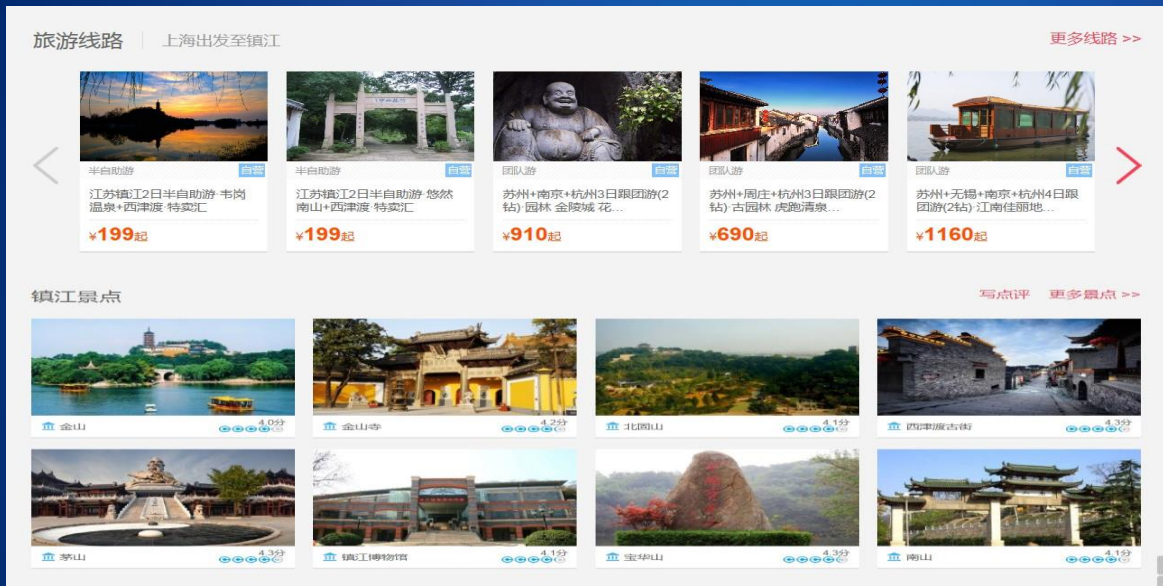 旅游线路 上海出发至镇江 更多线路 >>
半自助游 自营
江苏镇江2日半自助游·韦岗
温泉+西津渡·特卖汇
¥199起
半自助游 自营
江苏镇江2日半自助游·悠然
南山+西津渡·特卖汇
¥199起
团队游 自营
苏州+南京+杭州3日跟团游(2
钻)·园林 金陵城 花...
¥910起
团队游 自营
苏州+周庄+杭州3日跟团游(2
钻)·古园林 虎跑清泉...
¥690起
团队游 自营
苏州+无锡+南京+杭州4日跟
团游(2钻)·江南佳丽地...
¥1160起
镇江景点 写点评 更多景点 >>
金山 4.0分
金山寺 4.2分
北固山 4.1分
西津渡古街 4.3分
茅山 4.3分
镇江博物馆 4.1分
宝华山 4.3分
南山 4.1分